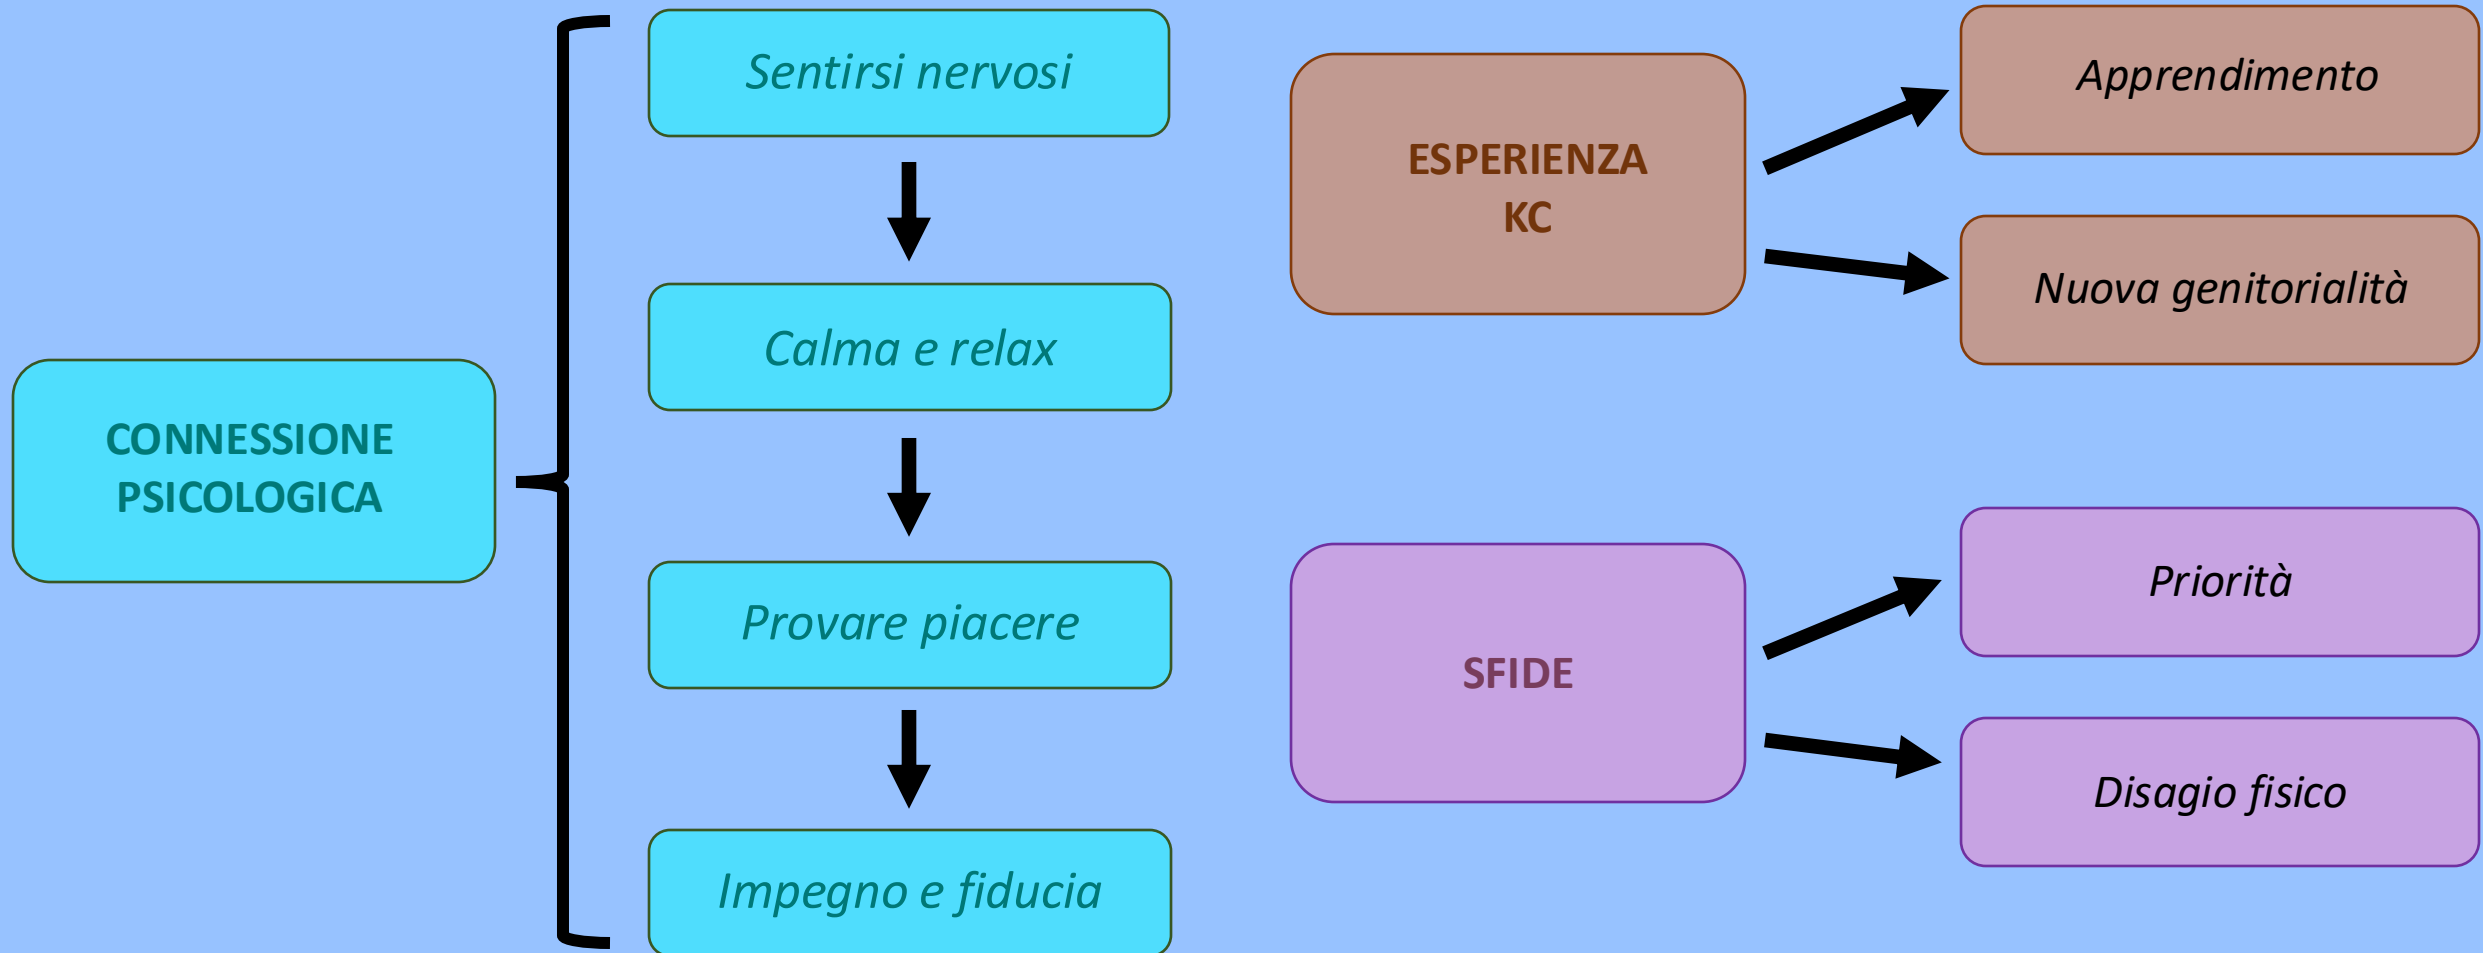 CONNESSIONE
PSICOLOGICA
Sentirsi nervosi
Calma e relax
Provare piacere
Impegno e fiducia
ESPERIENZA
KC
Apprendimento
Nuova genitorialità
SFIDE
Priorità
Disagio fisico